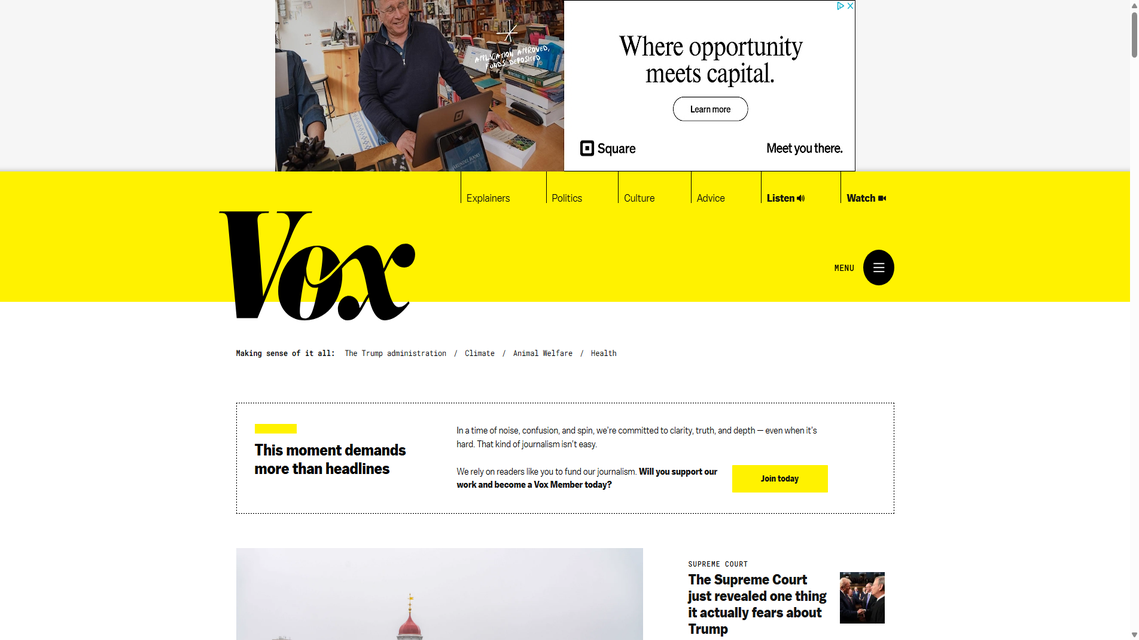 APPLICATION APPROVED,
FUNDS DEPOSITED
Where opportunity
meets capital.
Learn more
Square
Meet you there.
Explainers
Politics
Culture
Advice
Listen
Watch
Vox
MENU
Making sense of it all: The Trump administration / Climate / Animal Welfare / Health
This moment demands
more than headlines
In a time of noise, confusion, and spin, we're committed to clarity, truth, and depth — even when it's
hard. That kind of journalism isn't easy.
We rely on readers like you to fund our journalism. Will you support our
work and become a Vox Member today?
Join today
SUPREME COURT
The Supreme Court
just revealed one thing
it actually fears about
Trump